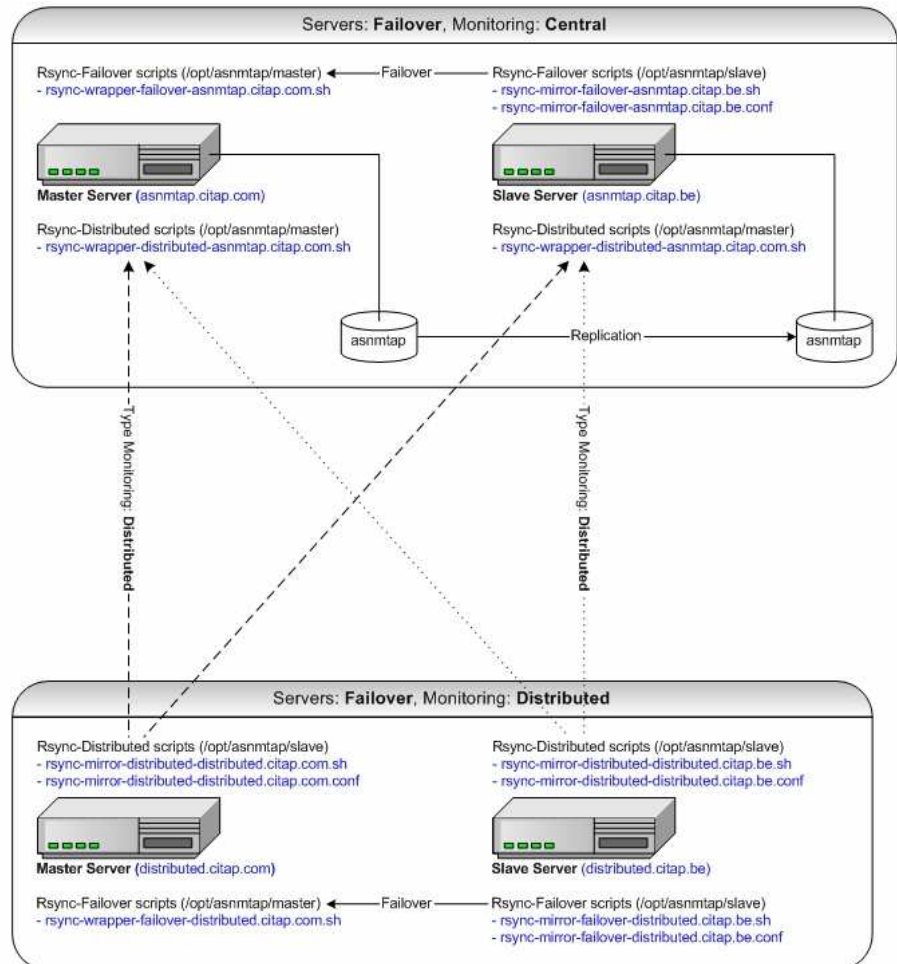 Servers: Failover, Monitoring: Central
Rsync-Failover scripts (/opt/asnmtap/master)
- rsync-wrapper-failover-asnmtap.citap.com.sh
Failover
Rsync-Failover scripts (/opt/asnmtap/slave)
- rsync-mirror-failover-asnmtap.citap.be.sh
- rsync-mirror-failover-asnmtap.citap.be.conf
Master Server (asnmtap.citap.com)
Slave Server (asnmtap.citap.be)
Rsync-Distributed scripts (/opt/asnmtap/master)
- rsync-wrapper-distributed-asnmtap.citap.com.sh
Rsync-Distributed scripts (/opt/asnmtap/master)
- rsync-wrapper-distributed-asnmtap.citap.com.sh
asnmtap
Replication
asnmtap
Type Monitoring: Distributed
Type Monitoring: Distributed
Servers: Failover, Monitoring: Distributed
Rsync-Distributed scripts (/opt/asnmtap/slave)
- rsync-mirror-distributed-distributed.citap.com.sh
- rsync-mirror-distributed-distributed.citap.com.conf
Rsync-Distributed scripts (/opt/asnmtap/slave)
- rsync-mirror-distributed-distributed.citap.be.sh
- rsync-mirror-distributed-distributed.citap.be.conf
Master Server (distributed.citap.com)
Slave Server (distributed.citap.be)
Rsync-Failover scripts (/opt/asnmtap/master)
- rsync-wrapper-failover-distributed.citap.com.sh
Failover
Rsync-Failover scripts (/opt/asnmtap/slave)
- rsync-mirror-failover-distributed.citap.be.sh
- rsync-mirror-failover-distributed.citap.be.conf